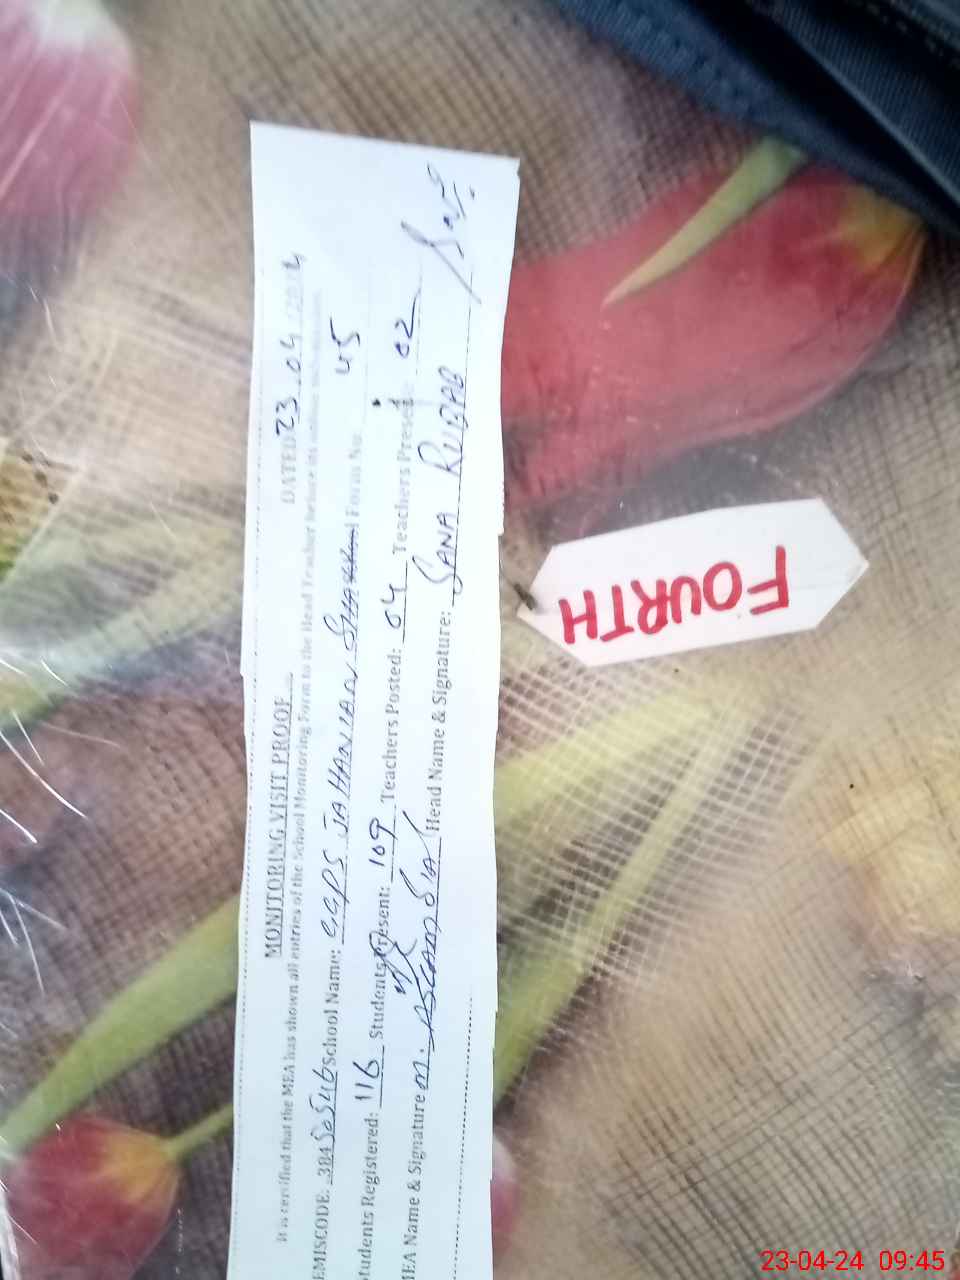 MONITORING VISIT PROOF
DATED 23.04.2024
It is certified that the MEA has shown all entries of the School Monitoring Form to the Head Teacher before its online submission.
EMISCODE: School Name: GGPS JAHANIAN SHAH Form No. 45
Students Registered: 116 Students Present: 109 Teachers Posted: 04 Teachers Present: 02
MEA Name & Signature M. ASLAM SIAL Head Name & Signature: SANA RUBAB
FOURTH
23-04-24 09:45